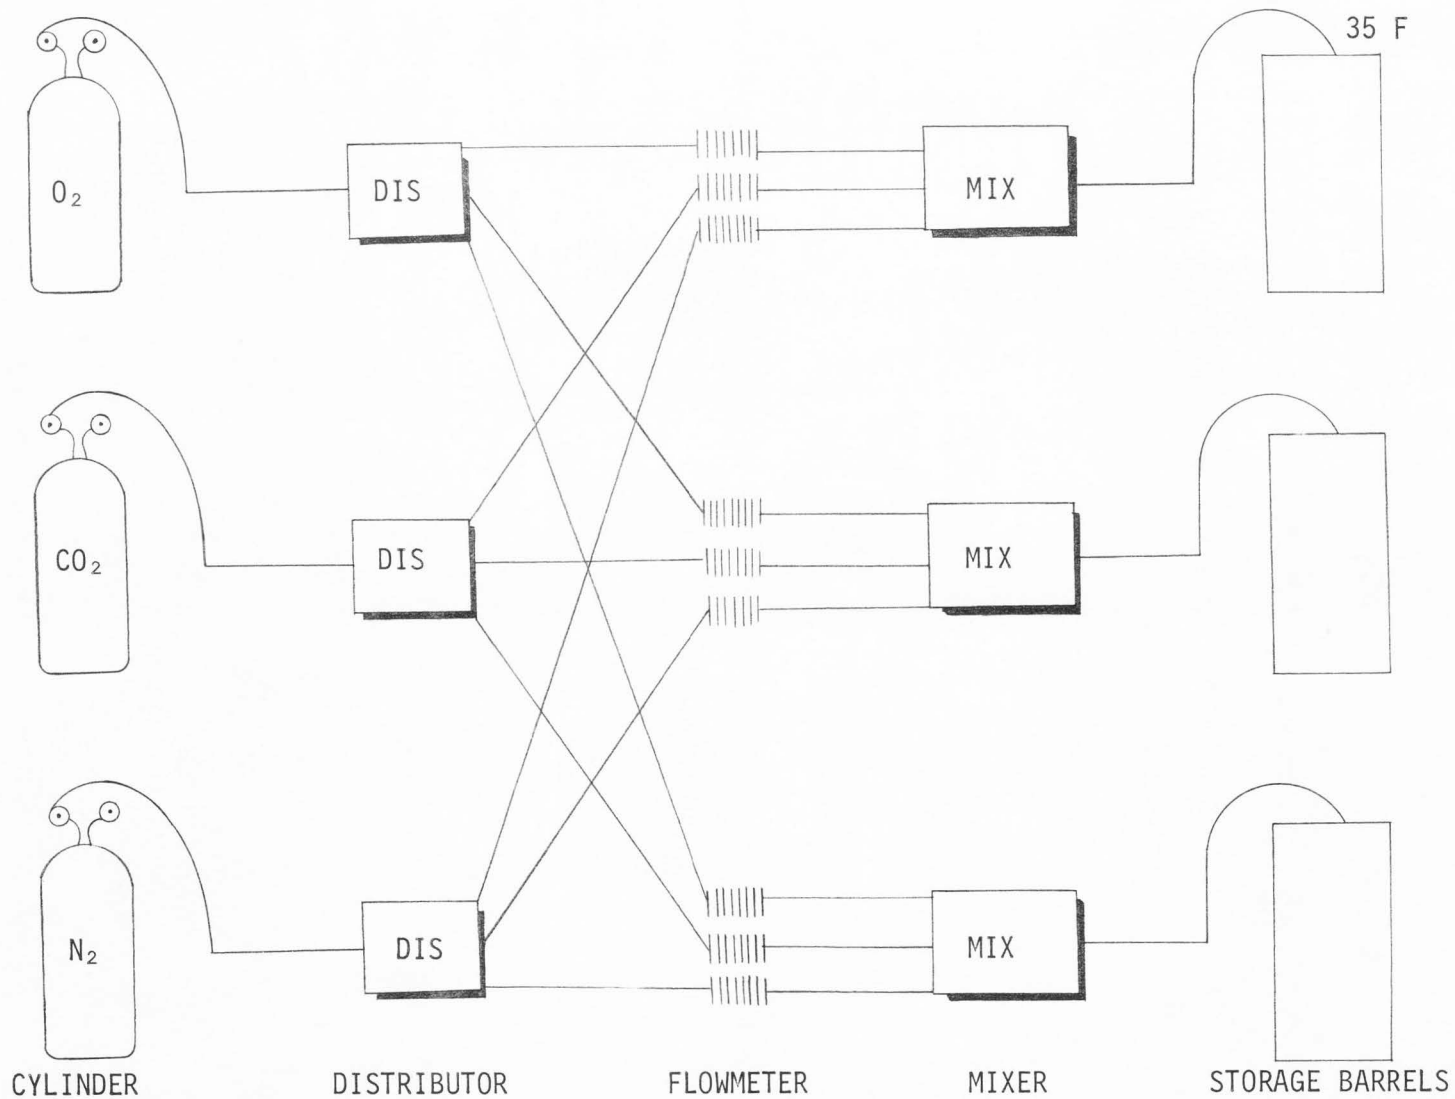 35 F
O₂
DIS
MIX
CO₂
DIS
MIX
N₂
DIS
MIX
CYLINDER DISTRIBUTOR FLOWMETER MIXER STORAGE BARRELS